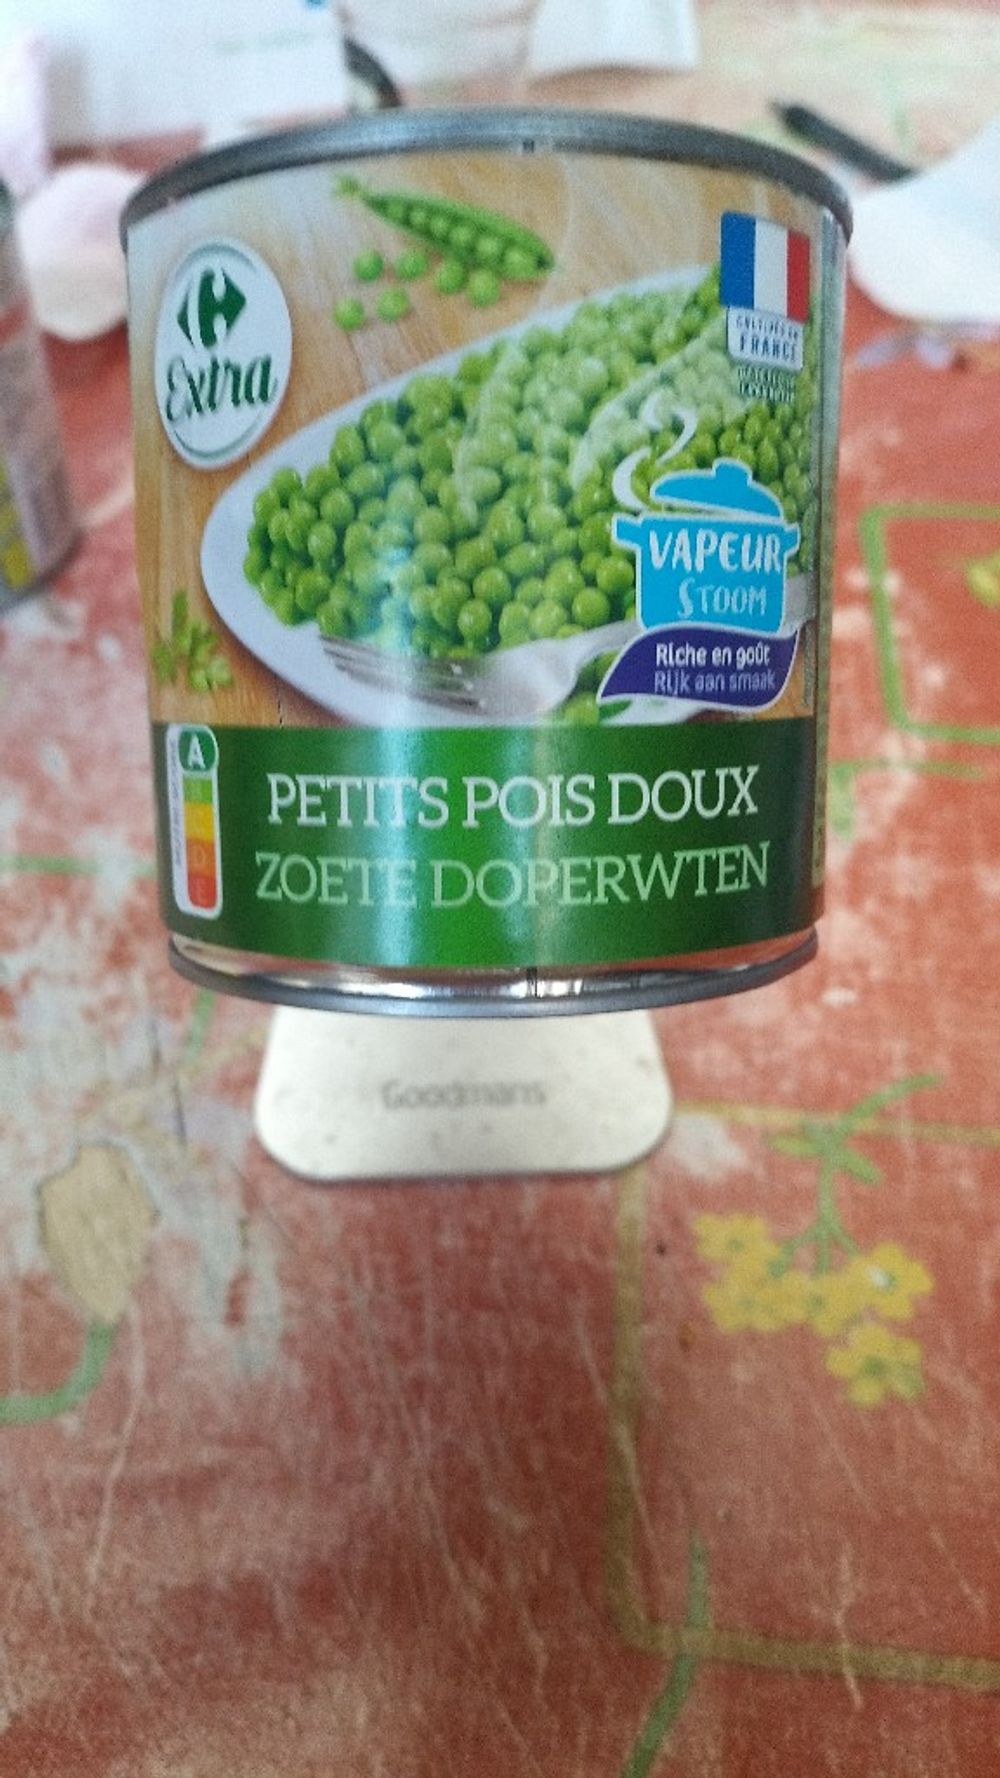 Extra
CULTIVÉS EN
FRANCE
VAPEUR
STOOM
Riche en goût
Rijk aan smaak
A
D
E
PETITS POIS DOUX
ZOETE DOPERWTEN
Goodmans